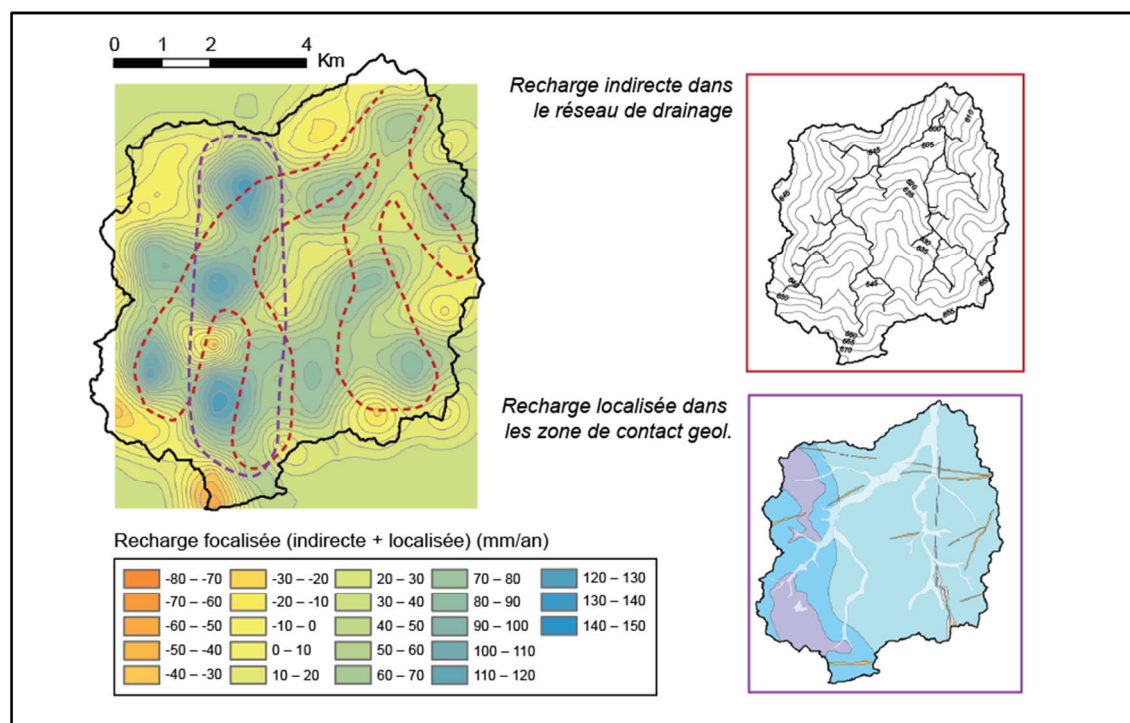 0 1 2 4
Km
Recharge indirecte dans
le réseau de drainage
Recharge localisée dans
les zone de contact geol.
Recharge focalisée (indirecte + localisée) (mm/an)
-80 – -70 -30 – -20 20 – 30 70 – 80 120 – 130
-70 – -60 -20 – -10 30 – 40 80 – 90 130 – 140
-60 – -50 -10 – 0 40 – 50 90 – 100 140 – 150
-50 – -40 0 – 10 50 – 60 100 – 110
-40 – -30 10 – 20 60 – 70 110 – 120